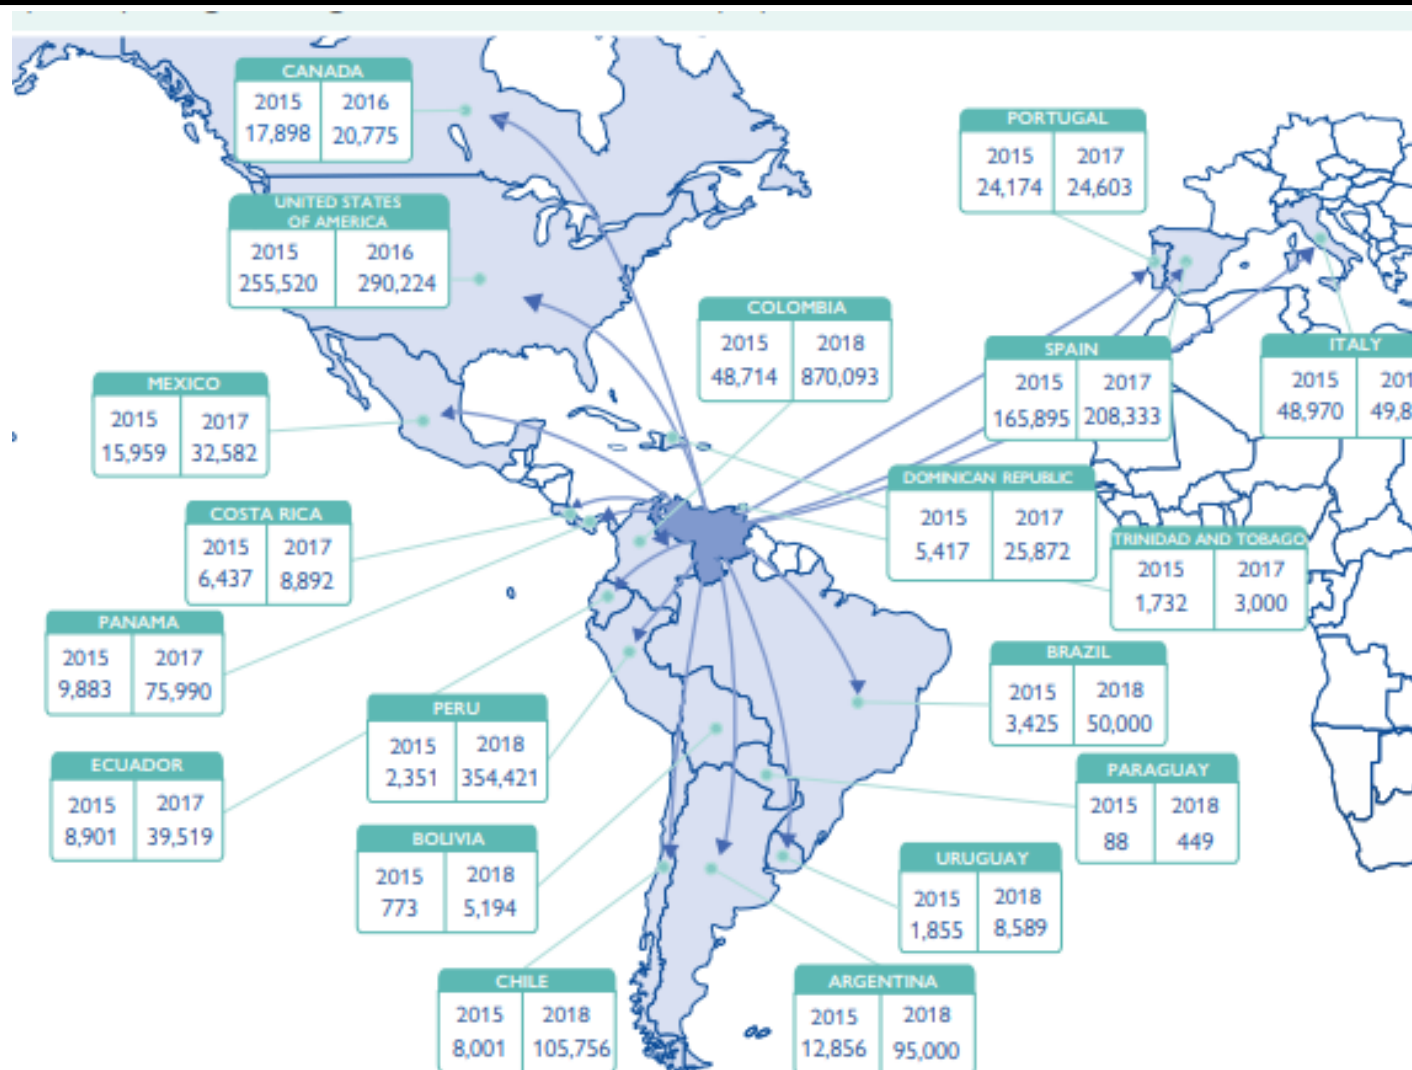 CANADA
2015 2016
17,898 20,775
UNITED STATES
OF AMERICA
2015 2016
255,520 290,224
PORTUGAL
2015 2017
24,174 24,603
COLOMBIA
2015 2018
48,714 870,093
SPAIN
2015 2017
165,895 208,333
ITALY
2015 201
48,970 49,8
MEXICO
2015 2017
15,959 32,582
DOMINICAN REPUBLIC
2015 2017
5,417 25,872
COSTA RICA
2015 2017
6,437 8,892
TRINIDAD AND TOBAGO
2015 2017
1,732 3,000
PANAMA
2015 2017
9,883 75,990
BRAZIL
2015 2018
3,425 50,000
PERU
2015 2018
2,351 354,421
ECUADOR
2015 2017
8,901 39,519
PARAGUAY
2015 2018
88 449
BOLIVIA
2015 2018
773 5,194
URUGUAY
2015 2018
1,855 8,589
CHILE
2015 2018
8,001 105,756
ARGENTINA
2015 2018
12,856 95,000